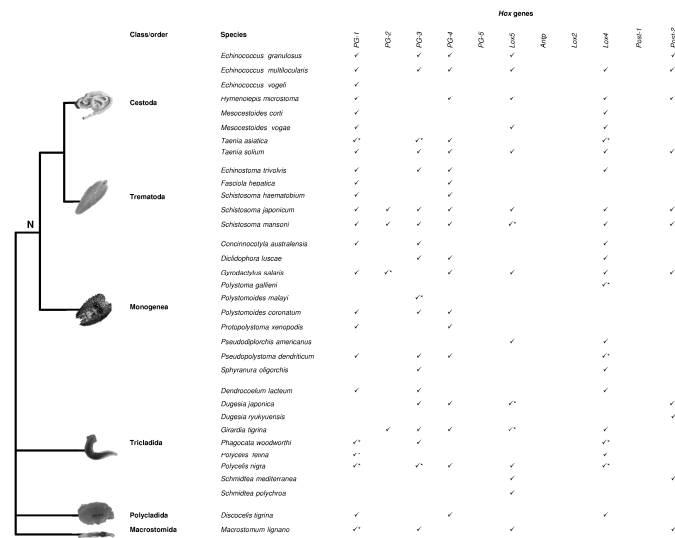 Hox genes
Class/order Species PG-1 PG-2 PG-3 PG-4 PG-5 Lox5 Antp Lox2 Lox4 Post-1 Post-2
Echinococcus granulosus ✓ ✓ ✓ ✓ ✓
Echinococcus multilocularis ✓ ✓ ✓ ✓ ✓ ✓
Echinococcus vogeli ✓
Cestoda Hymenolepis microstoma ✓ ✓ ✓ ✓ ✓
Mesocestoides corti ✓ ✓
Mesocestoides vogae ✓ ✓ ✓
Taenia asiatica ✓* ✓* ✓ ✓*
Taenia solium ✓ ✓ ✓ ✓ ✓ ✓
Echinostoma trivolvis ✓ ✓ ✓ ✓
Fasciola hepatica ✓ ✓
Trematoda Schistosoma haematobium ✓ ✓
Schistosoma japonicum ✓ ✓ ✓ ✓ ✓ ✓ ✓
N Schistosoma mansoni ✓ ✓ ✓ ✓ ✓* ✓ ✓
Concinnocotyla australensis ✓ ✓ ✓
Diclidophora luscae ✓ ✓ ✓
Gyrodactylus salaris ✓ ✓* ✓ ✓ ✓ ✓
Polystoma gallienii ✓*
Polystomoides malayi ✓*
Monogenea
Polystomoides coronatum ✓ ✓ ✓
Protopolystoma xenopodis ✓ ✓
Pseudodiplorchis americanus ✓ ✓
Pseudopolystoma dendriticum ✓ ✓ ✓ ✓*
Sphyranura oligorchis ✓ ✓
Dendrocoelum lacteum ✓ ✓ ✓
Dugesia japonica ✓ ✓ ✓* ✓
Dugesia ryukyuensis ✓
Girardia tigrina ✓ ✓ ✓ ✓* ✓
Tricladida Phagocata woodworthi ✓* ✓ ✓*
Polycelis felina ✓* ✓
Polycelis nigra ✓* ✓* ✓ ✓ ✓*
Schmidtea mediterranea ✓ ✓
Schmidtea polychroa ✓
Polycladida Discocelis tigrina ✓ ✓ ✓
Macrostomida Macrostomum lignano ✓* ✓ ✓ ✓